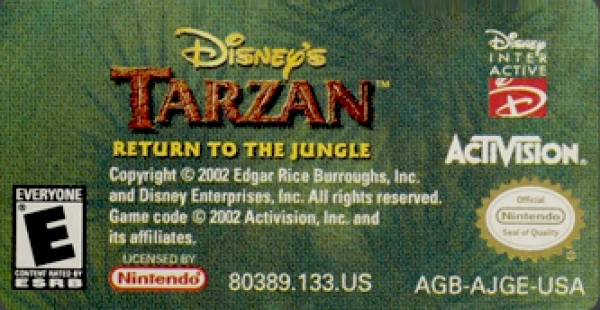 Disney's
TARZAN™
RETURN TO THE JUNGLE
Disney
INTER
ACTIVE
D
ACTIVISION.
Copyright © 2002 Edgar Rice Burroughs, Inc.
and Disney Enterprises, Inc. All rights reserved.
Game code © 2002 Activision, Inc. and
its affiliates.
EVERYONE
E
CONTENT RATED BY
ESRB
LICENSED BY
Nintendo
80389.133.US
Official
Nintendo
Seal of Quality
AGB-AJGE-USA